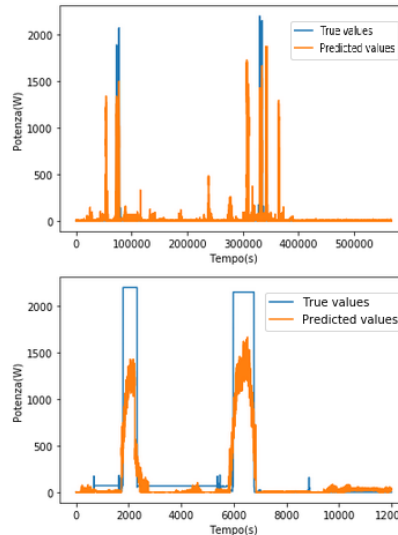 2000
1500
1000
500
0
Potenza(W)
True values
Predicted values
0 100000 200000 300000 400000 500000
Tempo(s)
2000
1500
1000
500
0
Potenza(W)
True values
Predicted values
0 2000 4000 6000 8000 10000 12000
Tempo(s)